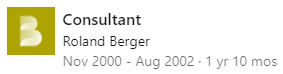 Consultant
Roland Berger
Nov 2000 - Aug 2002 · 1 yr 10 mos